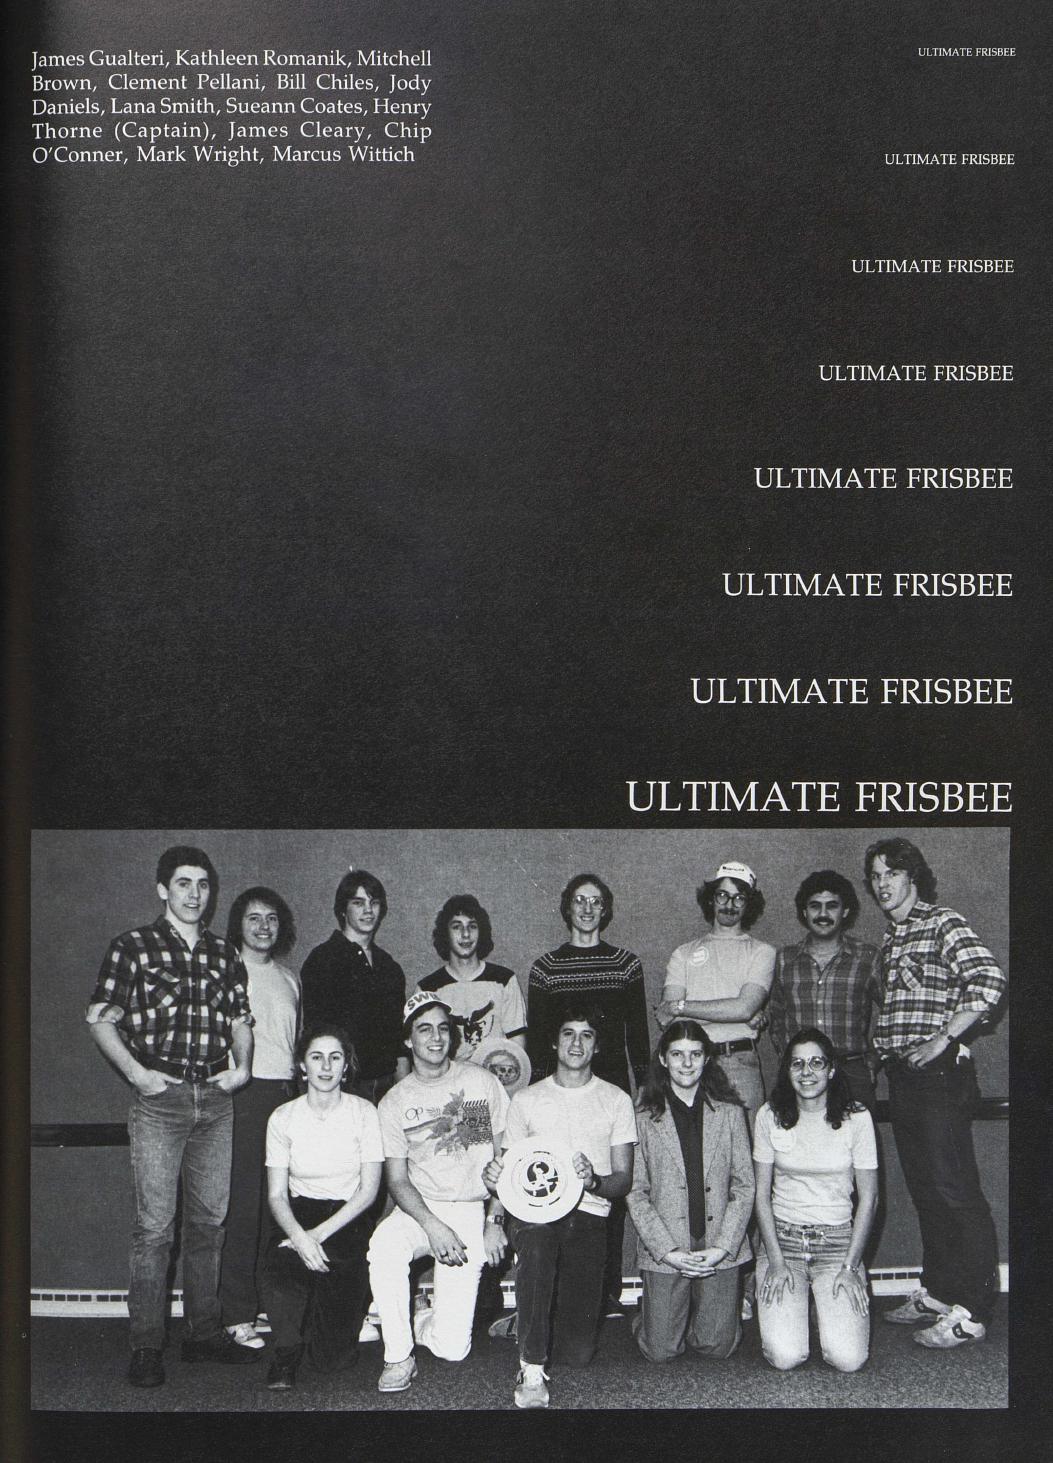 James Gualteri, Kathleen Romanik, Mitchell
Brown, Clement Pellani, Bill Chiles, Jody
Daniels, Lana Smith, Sueann Coates, Henry
Thorne (Captain), James Cleary, Chip
O'Conner, Mark Wright, Marcus Wittich
ULTIMATE FRISBEE
ULTIMATE FRISBEE
ULTIMATE FRISBEE
ULTIMATE FRISBEE
ULTIMATE FRISBEE
ULTIMATE FRISBEE
ULTIMATE FRISBEE
ULTIMATE FRISBEE
OP